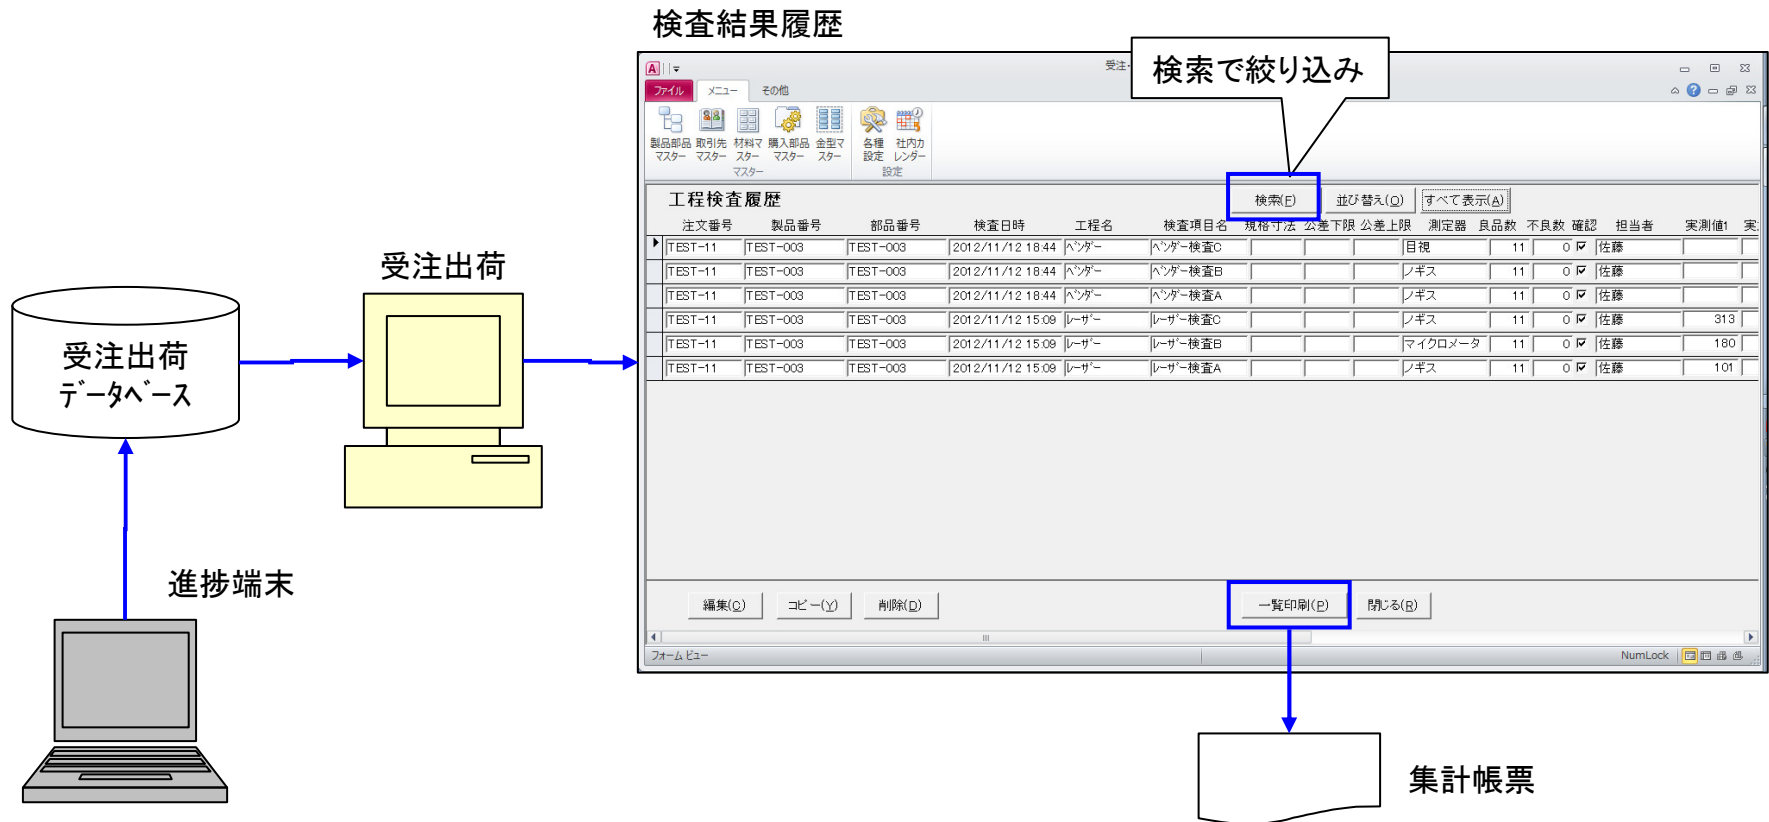 検査結果履歴
検索で絞り込み
受注・
ファイル メニュー その他
製品部品マスター 取引先マスター 材料マスター 購入部品マスター 金型マスター 各種設定 社内カレンダー
マスター 設定
工程検査履歴 検索(F) 並び替え(O) すべて表示(A)
注文番号 製品番号 部品番号 検査日時 工程名 検査項目名 規格寸法 公差下限 公差上限 測定器 良品数 不良数 確認 担当者 実測値1 実
TEST-11 TEST-003 TEST-003 2012/11/12 18:44 ﾍﾞﾝﾀﾞｰ ﾍﾞﾝﾀﾞｰ検査C 目視 11 0 佐藤
TEST-11 TEST-003 TEST-003 2012/11/12 18:44 ﾍﾞﾝﾀﾞｰ ﾍﾞﾝﾀﾞｰ検査B ノギス 11 0 佐藤
TEST-11 TEST-003 TEST-003 2012/11/12 18:44 ﾍﾞﾝﾀﾞｰ ﾍﾞﾝﾀﾞｰ検査A ノギス 11 0 佐藤
TEST-11 TEST-003 TEST-003 2012/11/12 15:09 ﾚｰｻﾞｰ ﾚｰｻﾞｰ検査C ノギス 11 0 佐藤 313
TEST-11 TEST-003 TEST-003 2012/11/12 15:09 ﾚｰｻﾞｰ ﾚｰｻﾞｰ検査B マイクロメータ 11 0 佐藤 180
TEST-11 TEST-003 TEST-003 2012/11/12 15:09 ﾚｰｻﾞｰ ﾚｰｻﾞｰ検査A ノギス 11 0 佐藤 101
編集(C) コピー(Y) 削除(D) 一覧印刷(P) 閉じる(R)
フォーム ビュー NumLock
受注出荷
受注出荷
ﾃﾞｰﾀﾍﾞｰｽ
進捗端末
集計帳票